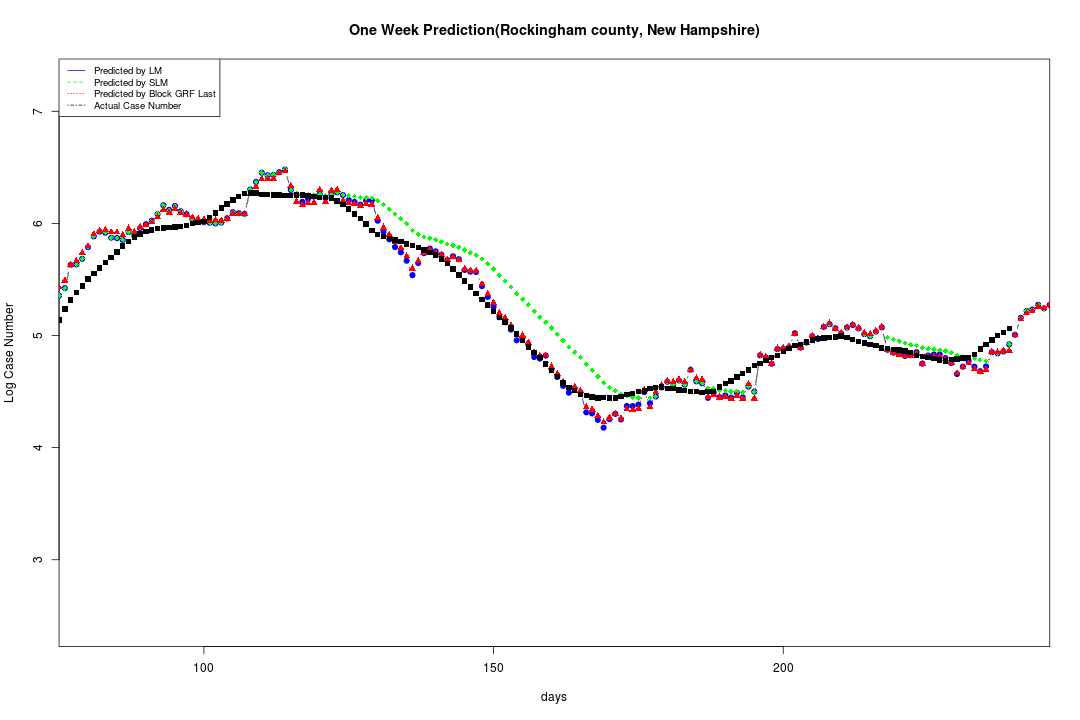 One Week Prediction(Rockingham county, New Hampshire)
Predicted by LM
Predicted by SLM
Predicted by Block GRF Last
Actual Case Number
Log Case Number
7
6
5
4
3
100 150 200
days